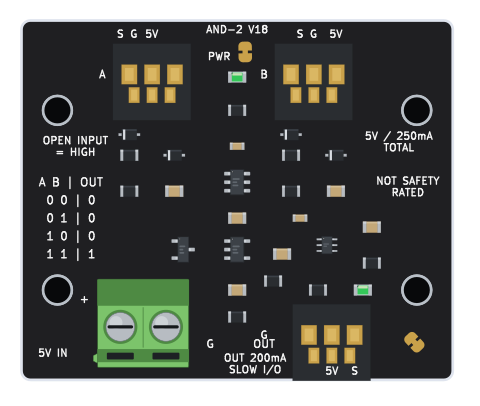 AND-2 V18
S G 5V
S G 5V
PWR
A
B
OPEN INPUT
= HIGH
5V / 250mA
TOTAL
A B | OUT
0 0 | 0
0 1 | 0
1 0 | 0
1 1 | 1
NOT SAFETY
RATED
+
5V IN
G
G
OUT
OUT 200mA
SLOW I/O
5V S